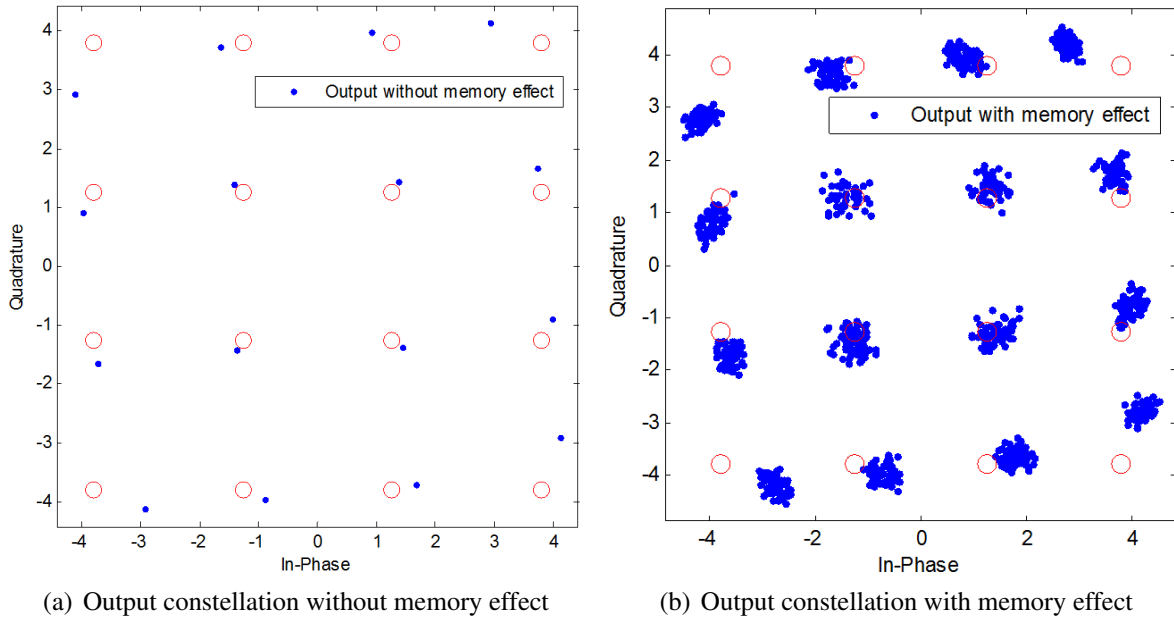 4
3
2
1
0
-1
-2
-3
-4
Quadrature
Output without memory effect
-4 -3 -2 -1 0 1 2 3 4
In-Phase
(a) Output constellation without memory effect
4
3
2
1
0
-1
-2
-3
-4
Quadrature
Output with memory effect
-4 -2 0 2 4
In-Phase
(b) Output constellation with memory effect